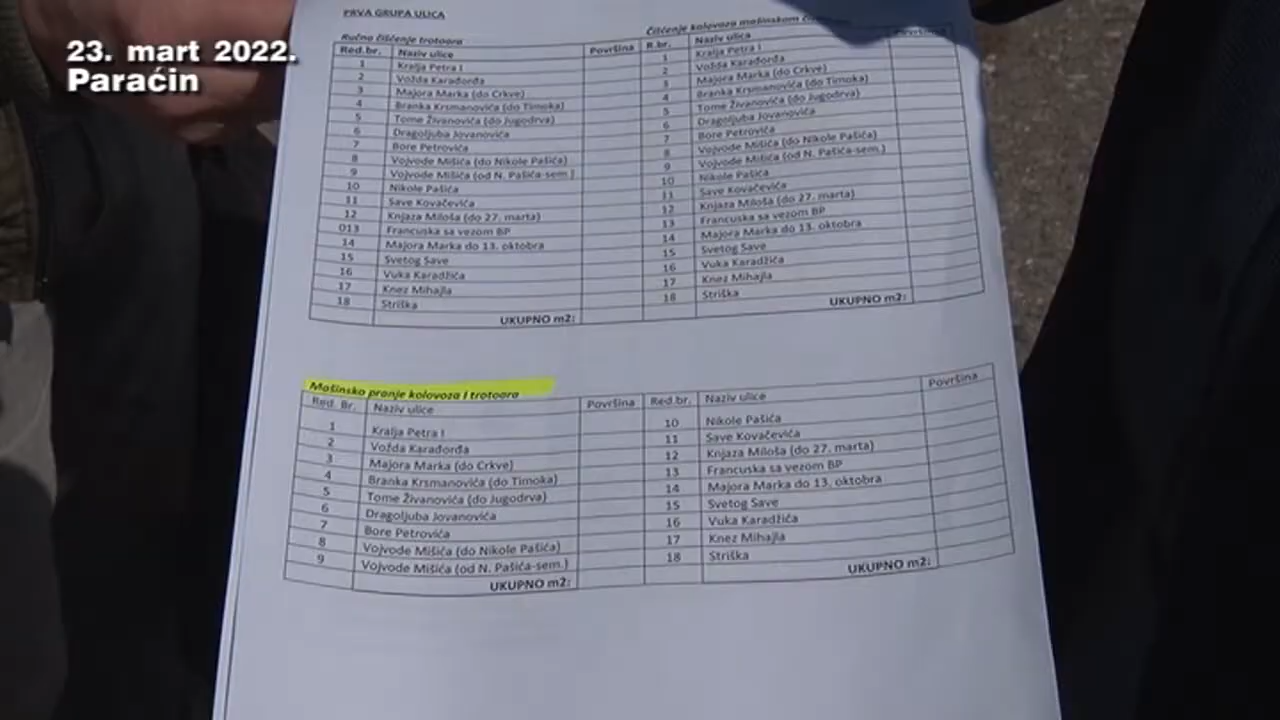 23. mart 2022.
Paraćin
PRVA GRUPA ULICA
Ručno čišćenje trotoara
Red.br. Naziv ulice Površina
1 Kralja Petra I
2 Vožda Karađorđa
3 Majora Marka (do Crkve)
4 Branka Krsmanovića (do Timoka)
5 Tome Živanovića (do Jugodrva)
6 Dragoljuba Jovanovića
7 Bore Petrovića
8 Vojvode Mišića (do Nikole Pašića)
9 Vojvode Mišića (od N. Pašića-sem.)
10 Nikole Pašića
11 Save Kovačevića
12 Knjaza Miloša (do 27. marta)
013 Francuska sa vezom BP
14 Majora Marka do 13. oktobra
15 Svetog Save
16 Vuka Karadžića
17 Knez Mihajla
18 Striška
UKUPNO m2:
Čišćenje kolovoza mašinskom
R.br. Naziv ulice Površina
1 Kralja Petra I
2 Vožda Karađorđa
3 Majora Marka (do Crkve)
4 Branka Krsmanovića (do Timoka)
5 Tome Živanovića (do Jugodrva)
6 Dragoljuba Jovanovića
7 Bore Petrovića
8 Vojvode Mišića (do Nikole Pašića)
9 Vojvode Mišića (od N. Pašića-sem.)
10 Nikole Pašića
11 Save Kovačevića
12 Knjaza Miloša (do 27. marta)
13 Francuska sa vezom BP
14 Majora Marka do 13. oktobra
15 Svetog Save
16 Vuka Karadžića
17 Knez Mihajla
18 Striška
UKUPNO m2:
Mašinsko pranje kolovoza I trotoara
Red. Br. Naziv ulice Površina
1 Kralja Petra I
2 Vožda Karađorđa
3 Majora Marka (do Crkve)
4 Branka Krsmanovića (do Timoka)
5 Tome Živanovića (do Jugodrva)
6 Dragoljuba Jovanovića
7 Bore Petrovića
8 Vojvode Mišića (do Nikole Pašića)
9 Vojvode Mišića (od N. Pašića-sem.)
UKUPNO m2:
Red.br. Naziv ulice Površina
10 Nikole Pašića
11 Save Kovačevića
12 Knjaza Miloša (do 27. marta)
13 Francuska sa vezom BP
14 Majora Marka do 13. oktobra
15 Svetog Save
16 Vuka Karadžića
17 Knez Mihajla
18 Striška
UKUPNO m2: